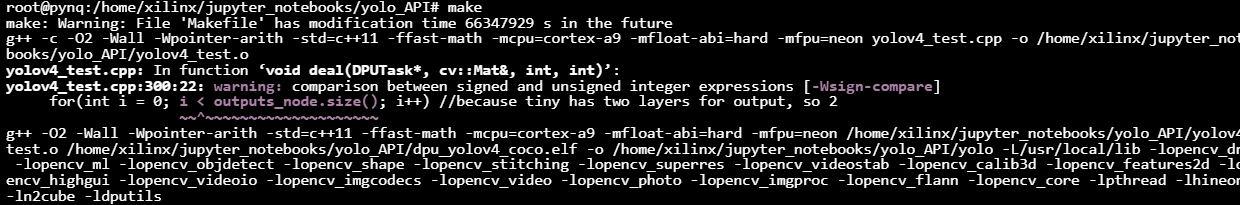 root@pynq:/home/xilinx/jupyter_notebooks/yolo_API# make
make: Warning: File 'Makefile' has modification time 66347929 s in the future
g++ -c -O2 -Wall -Wpointer-arith -std=c++11 -ffast-math -mcpu=cortex-a9 -mfloat-abi=hard -mfpu=neon yolov4_test.cpp -o /home/xilinx/jupyter_not
books/yolo_API/yolov4_test.o
yolov4_test.cpp: In function ‘void deal(DPUTask*, cv::Mat&, int, int)’:
yolov4_test.cpp:300:22: warning: comparison between signed and unsigned integer expressions [-Wsign-compare]
for(int i = 0; i < outputs_node.size(); i++) //because tiny has two layers for output, so 2
~~^~~~~~~~~~~~~~~~~~~~~
g++ -O2 -Wall -Wpointer-arith -std=c++11 -ffast-math -mcpu=cortex-a9 -mfloat-abi=hard -mfpu=neon /home/xilinx/jupyter_notebooks/yolo_API/yolov4
test.o /home/xilinx/jupyter_notebooks/yolo_API/dpu_yolov4_coco.elf -o /home/xilinx/jupyter_notebooks/yolo_API/yolo -L/usr/local/lib -lopencv_dn
-lopencv_ml -lopencv_objdetect -lopencv_shape -lopencv_stitching -lopencv_superres -lopencv_videostab -lopencv_calib3d -lopencv_features2d -lo
encv_highgui -lopencv_videoio -lopencv_imgcodecs -lopencv_video -lopencv_photo -lopencv_imgproc -lopencv_flann -lopencv_core -lpthread -lhineon
-ln2cube -ldputils